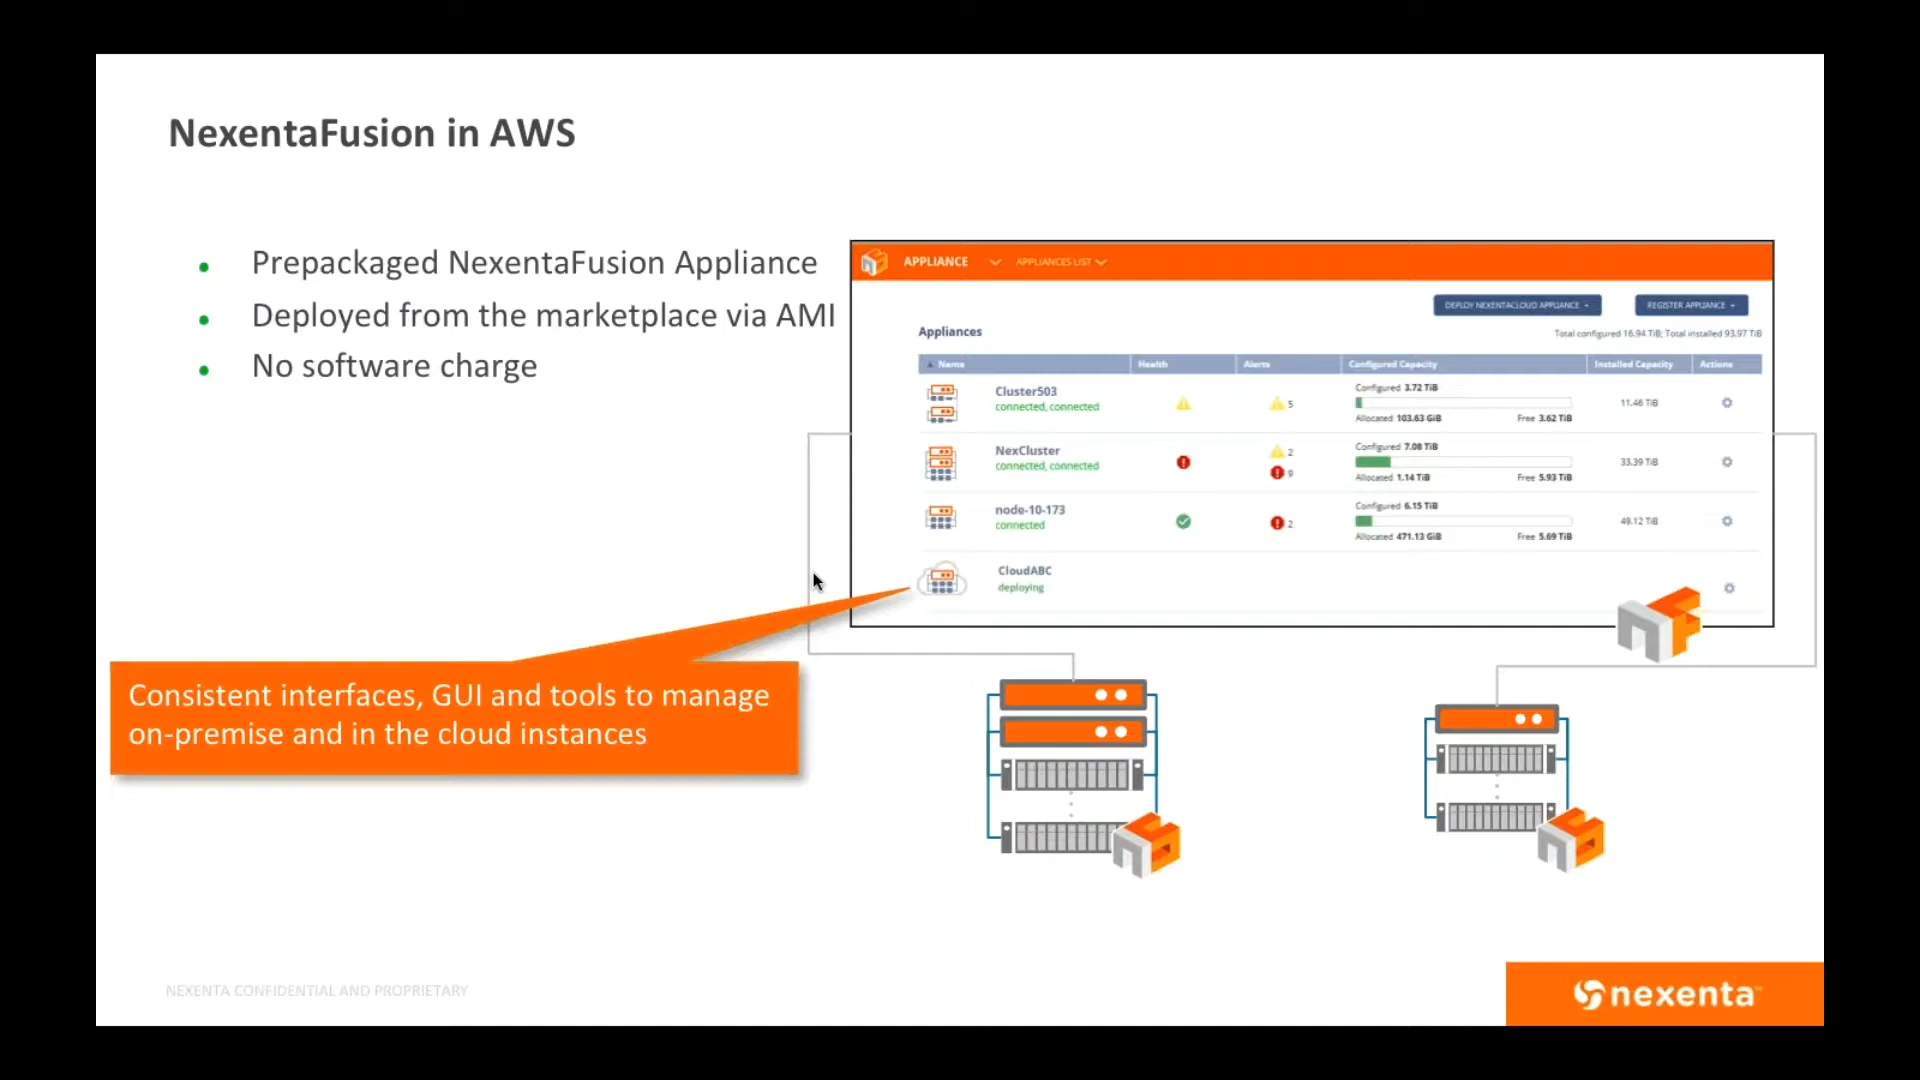 NexentaFusion in AWS
Prepackaged NexentaFusion Appliance
Deployed from the marketplace via AMI
No software charge
APPLIANCE
APPLIANCES LIST
DEPLOY NEXENTACLOUD APPLIANCE
REGISTER APPLIANCE
Appliances
Total configured 16.94 TiB; Total installed 93.97 TiB
Name Health Alerts Configured Capacity Installed Capacity Actions
Cluster503
connected, connected
5
Configured 3.72 TiB
Allocated 103.63 GiB Free 3.62 TiB
11.46 TiB
NexCluster
connected, connected
2
9
Configured 7.08 TiB
Allocated 1.14 TiB Free 5.93 TiB
33.39 TiB
node-10-173
connected
2
Configured 6.15 TiB
Allocated 471.13 GiB Free 5.69 TiB
49.12 TiB
CloudABC
deploying
Consistent interfaces, GUI and tools to manage
on-premise and in the cloud instances
NEXENTA CONFIDENTIAL AND PROPRIETARY
nexenta